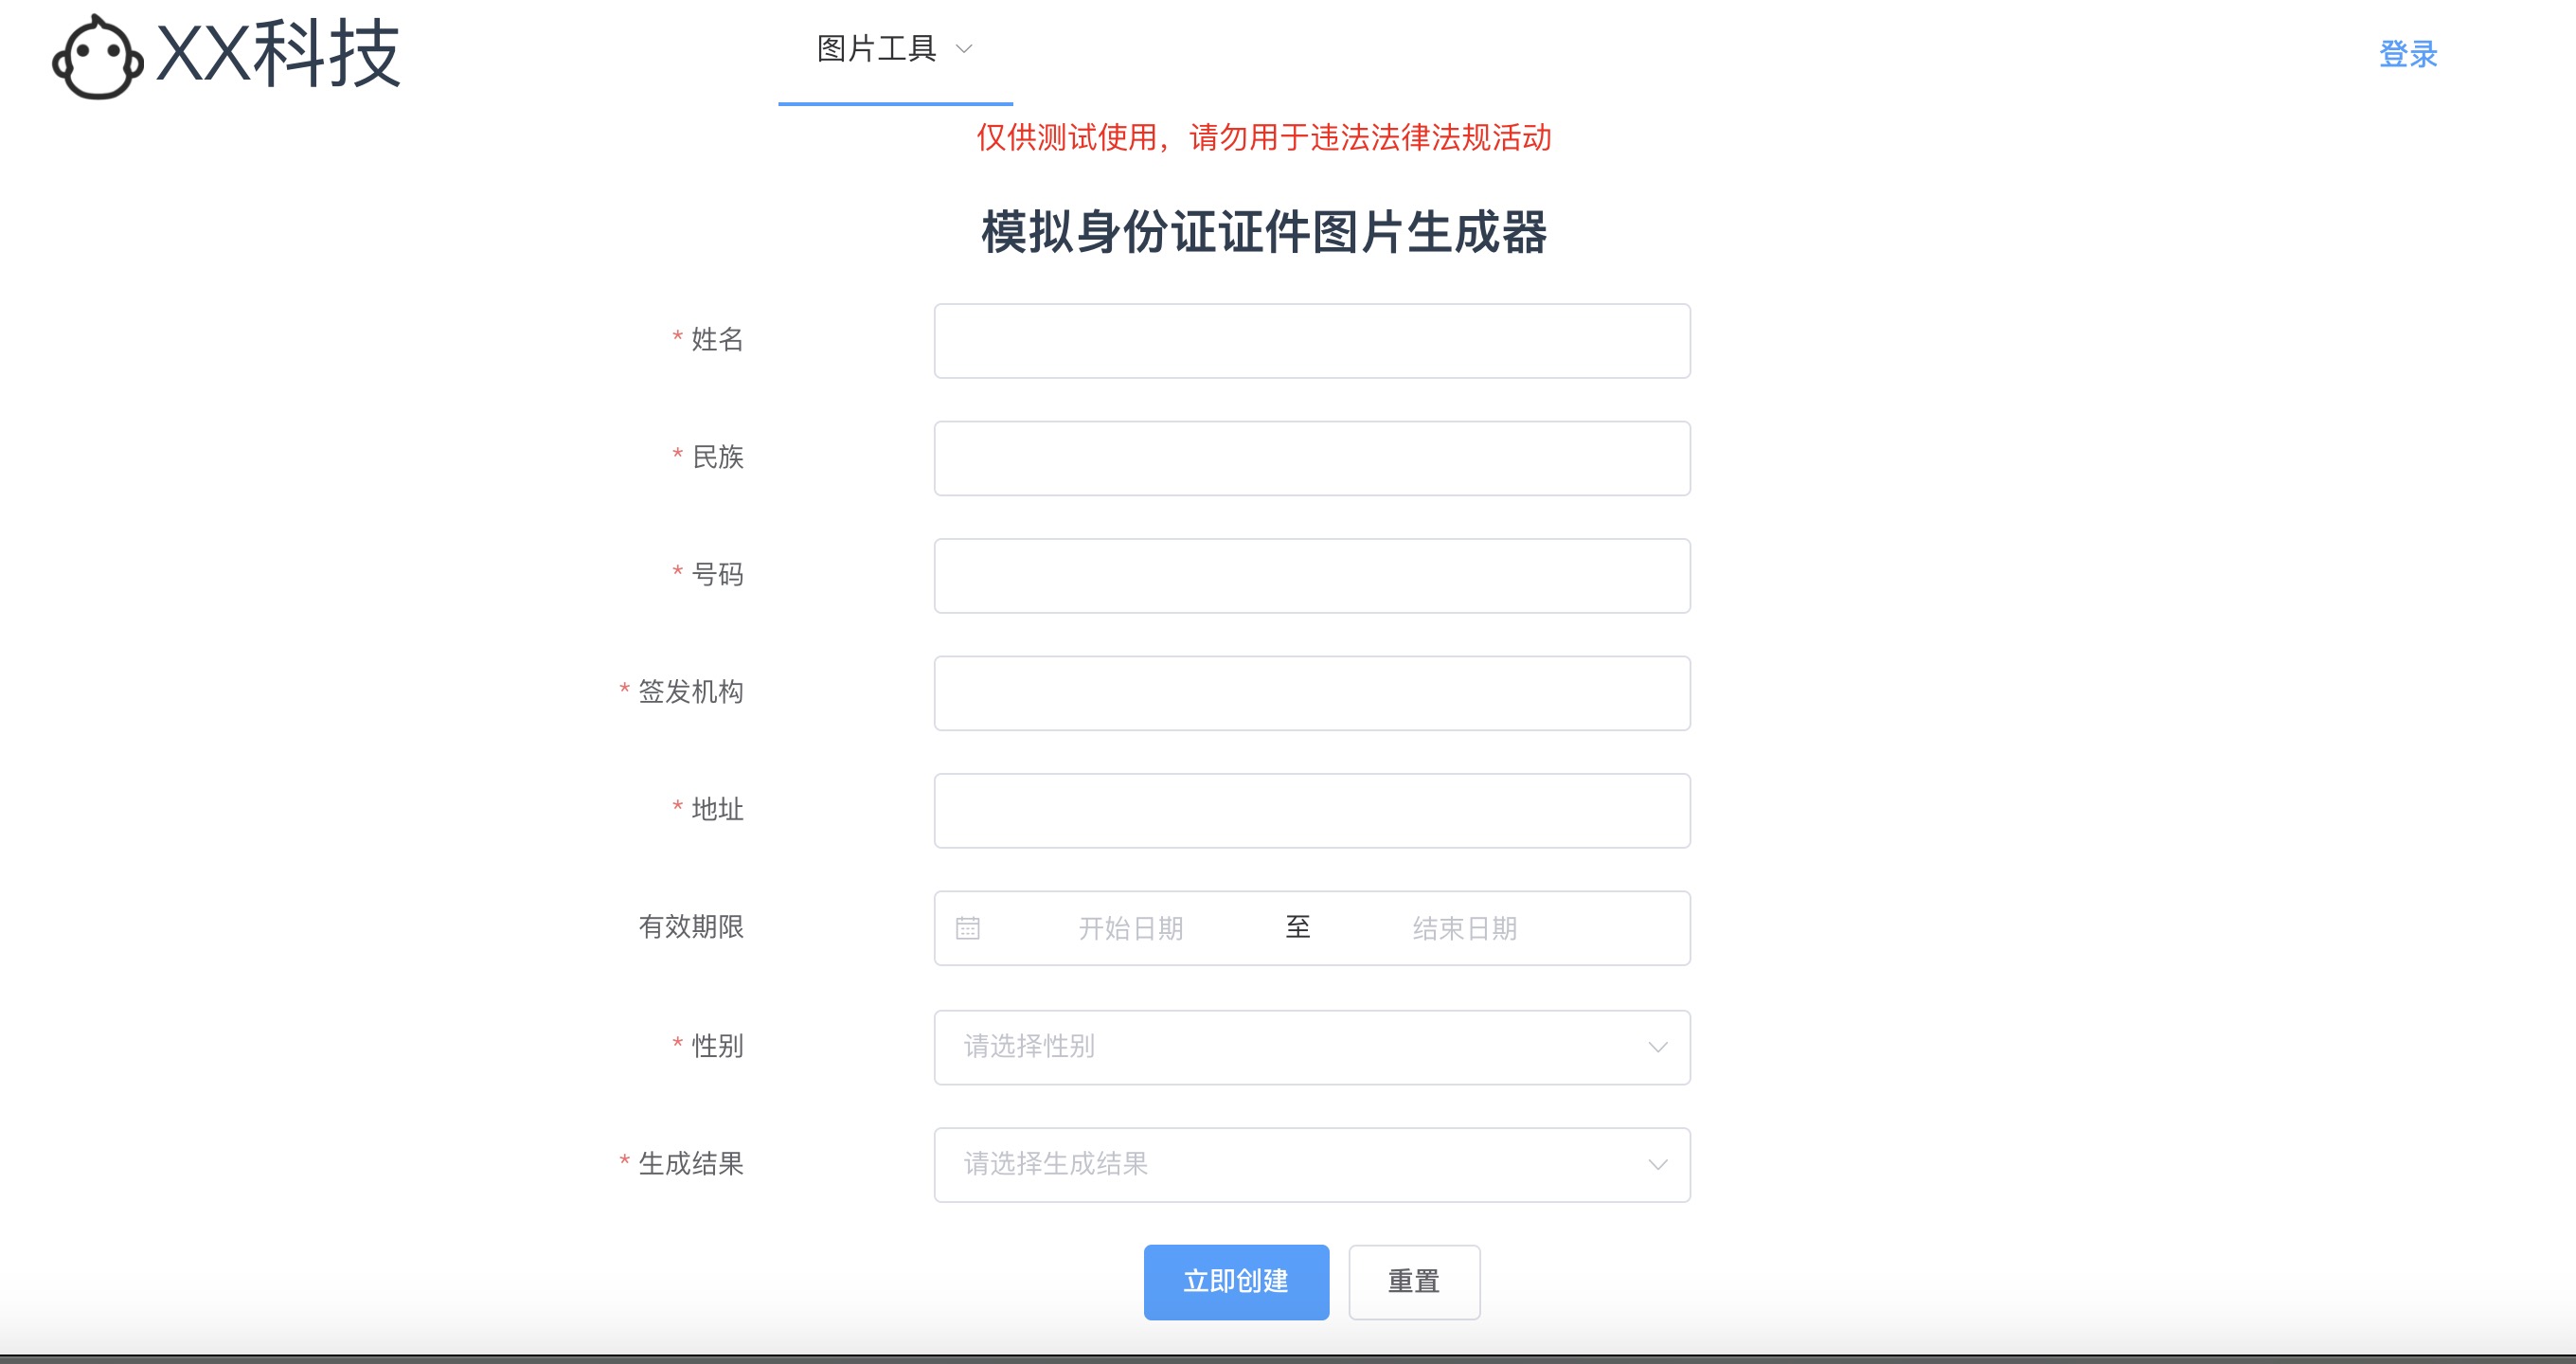 XX科技
图片工具
登录
仅供测试使用，请勿用于违法法律法规活动
模拟身份证证件图片生成器
* 姓名
* 民族
* 号码
* 签发机构
* 地址
有效期限 开始日期 至 结束日期
* 性别 请选择性别
* 生成结果 请选择生成结果
立即创建 重置